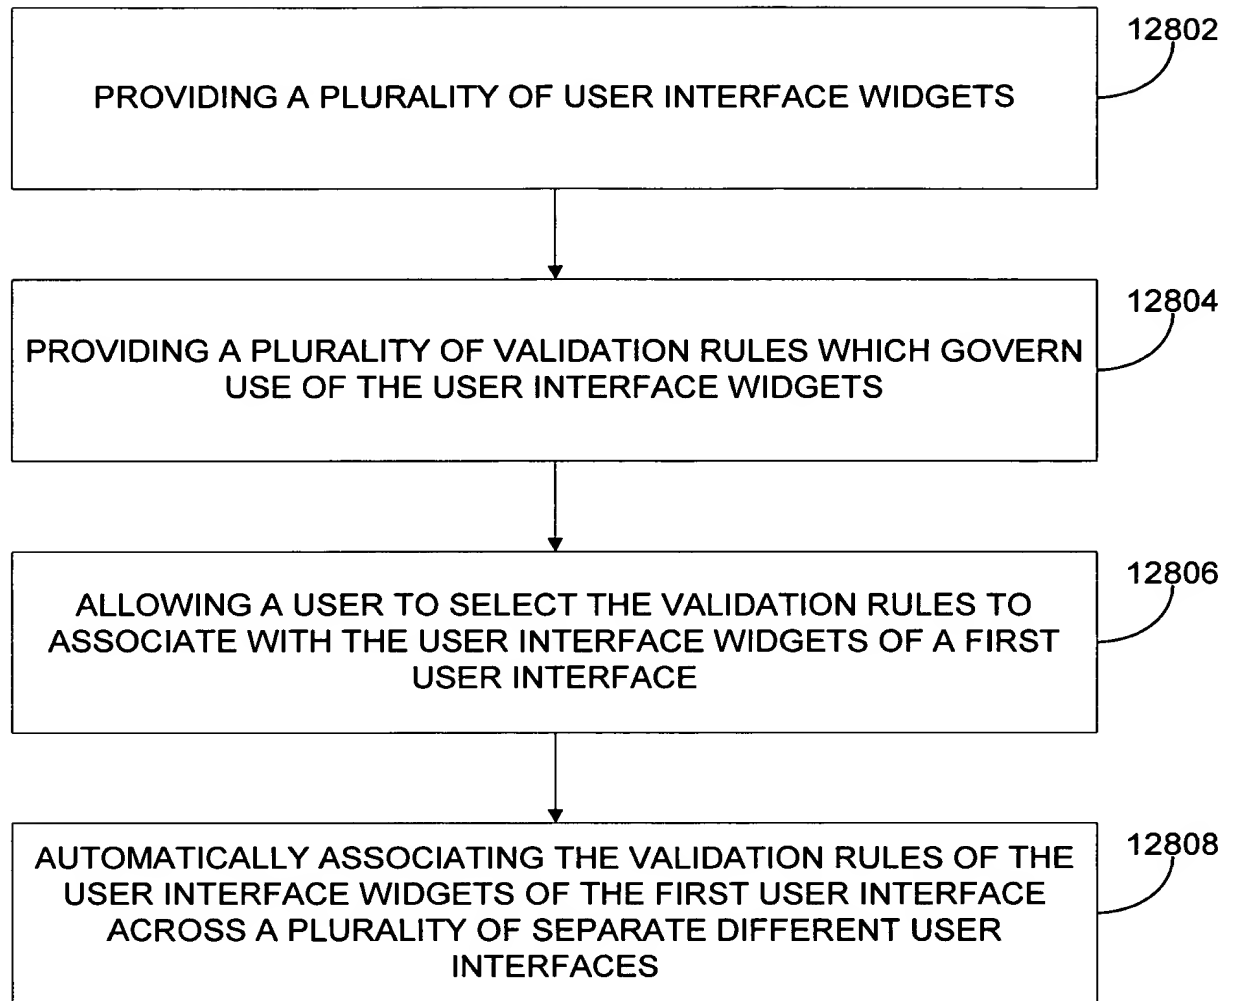 12802
PROVIDING A PLURALITY OF USER INTERFACE WIDGETS
12804
PROVIDING A PLURALITY OF VALIDATION RULES WHICH GOVERN
USE OF THE USER INTERFACE WIDGETS
12806
ALLOWING A USER TO SELECT THE VALIDATION RULES TO
ASSOCIATE WITH THE USER INTERFACE WIDGETS OF A FIRST
USER INTERFACE
12808
AUTOMATICALLY ASSOCIATING THE VALIDATION RULES OF THE
USER INTERFACE WIDGETS OF THE FIRST USER INTERFACE
ACROSS A PLURALITY OF SEPARATE DIFFERENT USER
INTERFACES